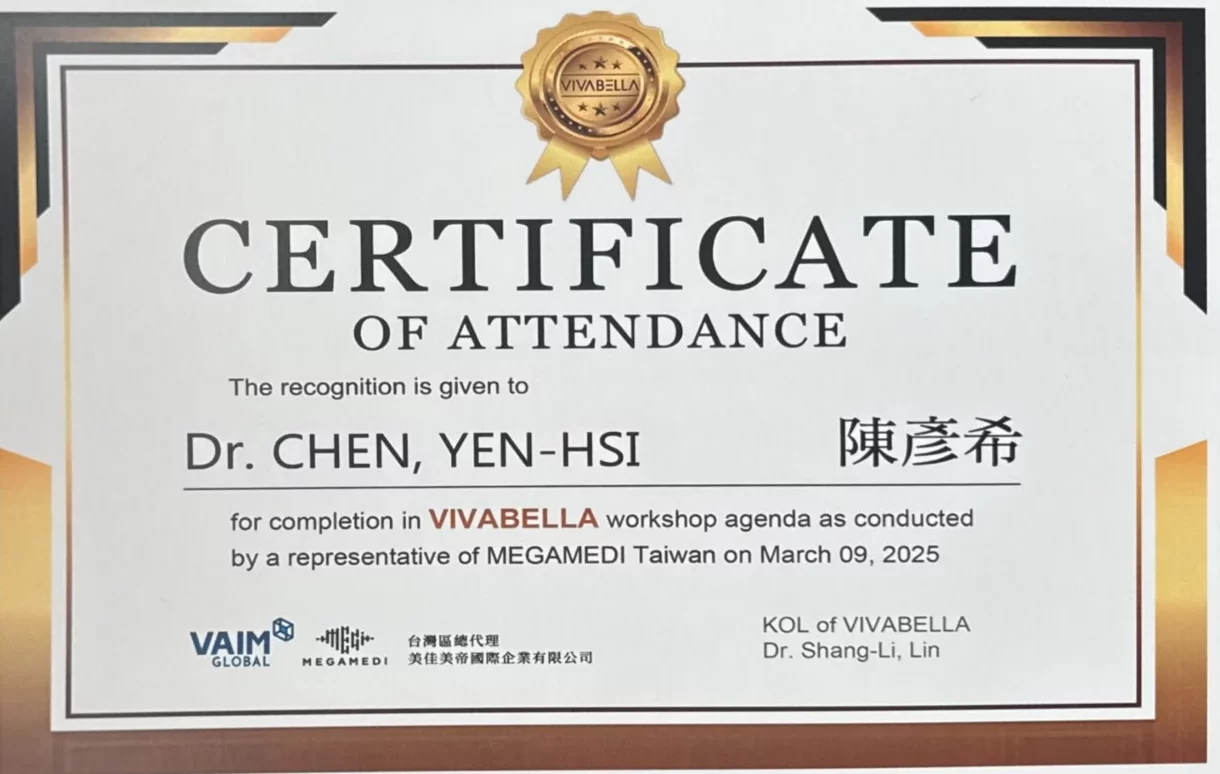 VIVABELLA
CERTIFICATE
OF ATTENDANCE
The recognition is given to
Dr. CHEN, YEN-HSI 陳彥希
for completion in VIVABELLA workshop agenda as conducted
by a representative of MEGAMEDI Taiwan on March 09, 2025
VAIM GLOBAL
MEGi
MEGAMEDI
台灣區總代理
美佳美帝國際企業有限公司
KOL of VIVABELLA
Dr. Shang-Li, Lin